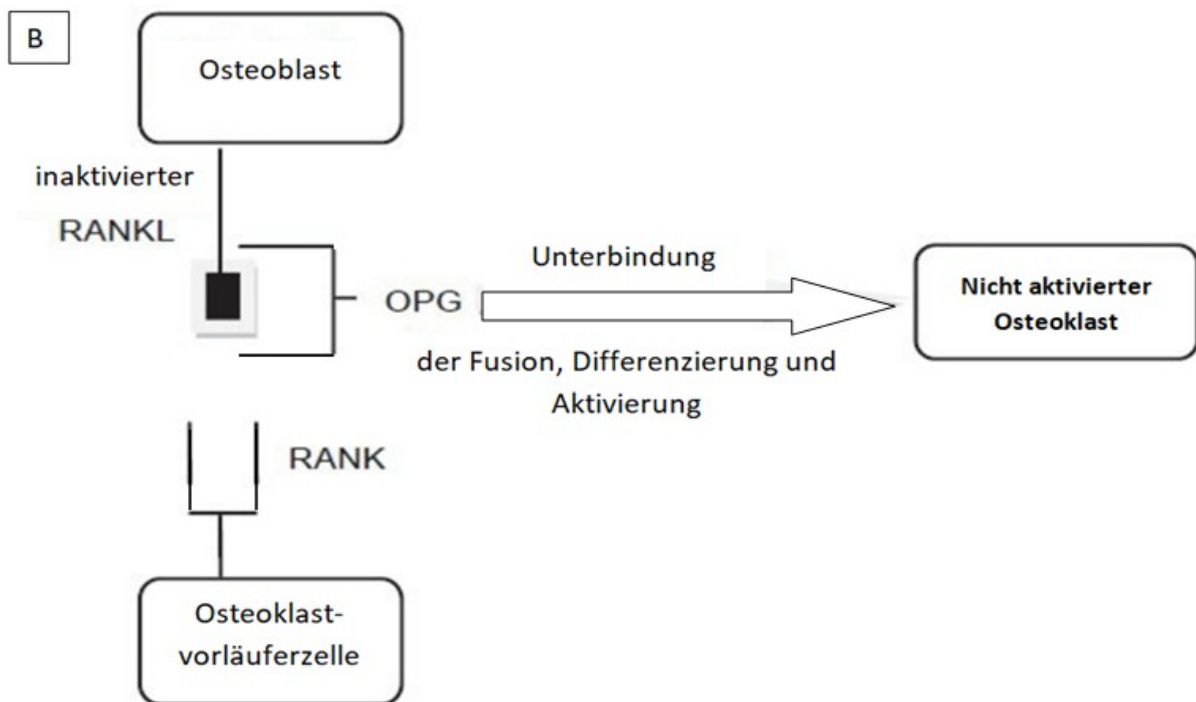 B
Osteoblast
inaktivierter
RANKL
OPG
Unterbindung
der Fusion, Differenzierung und
Aktivierung
Nicht aktivierter
Osteoklast
RANK
Osteoklast-
vorläuferzelle